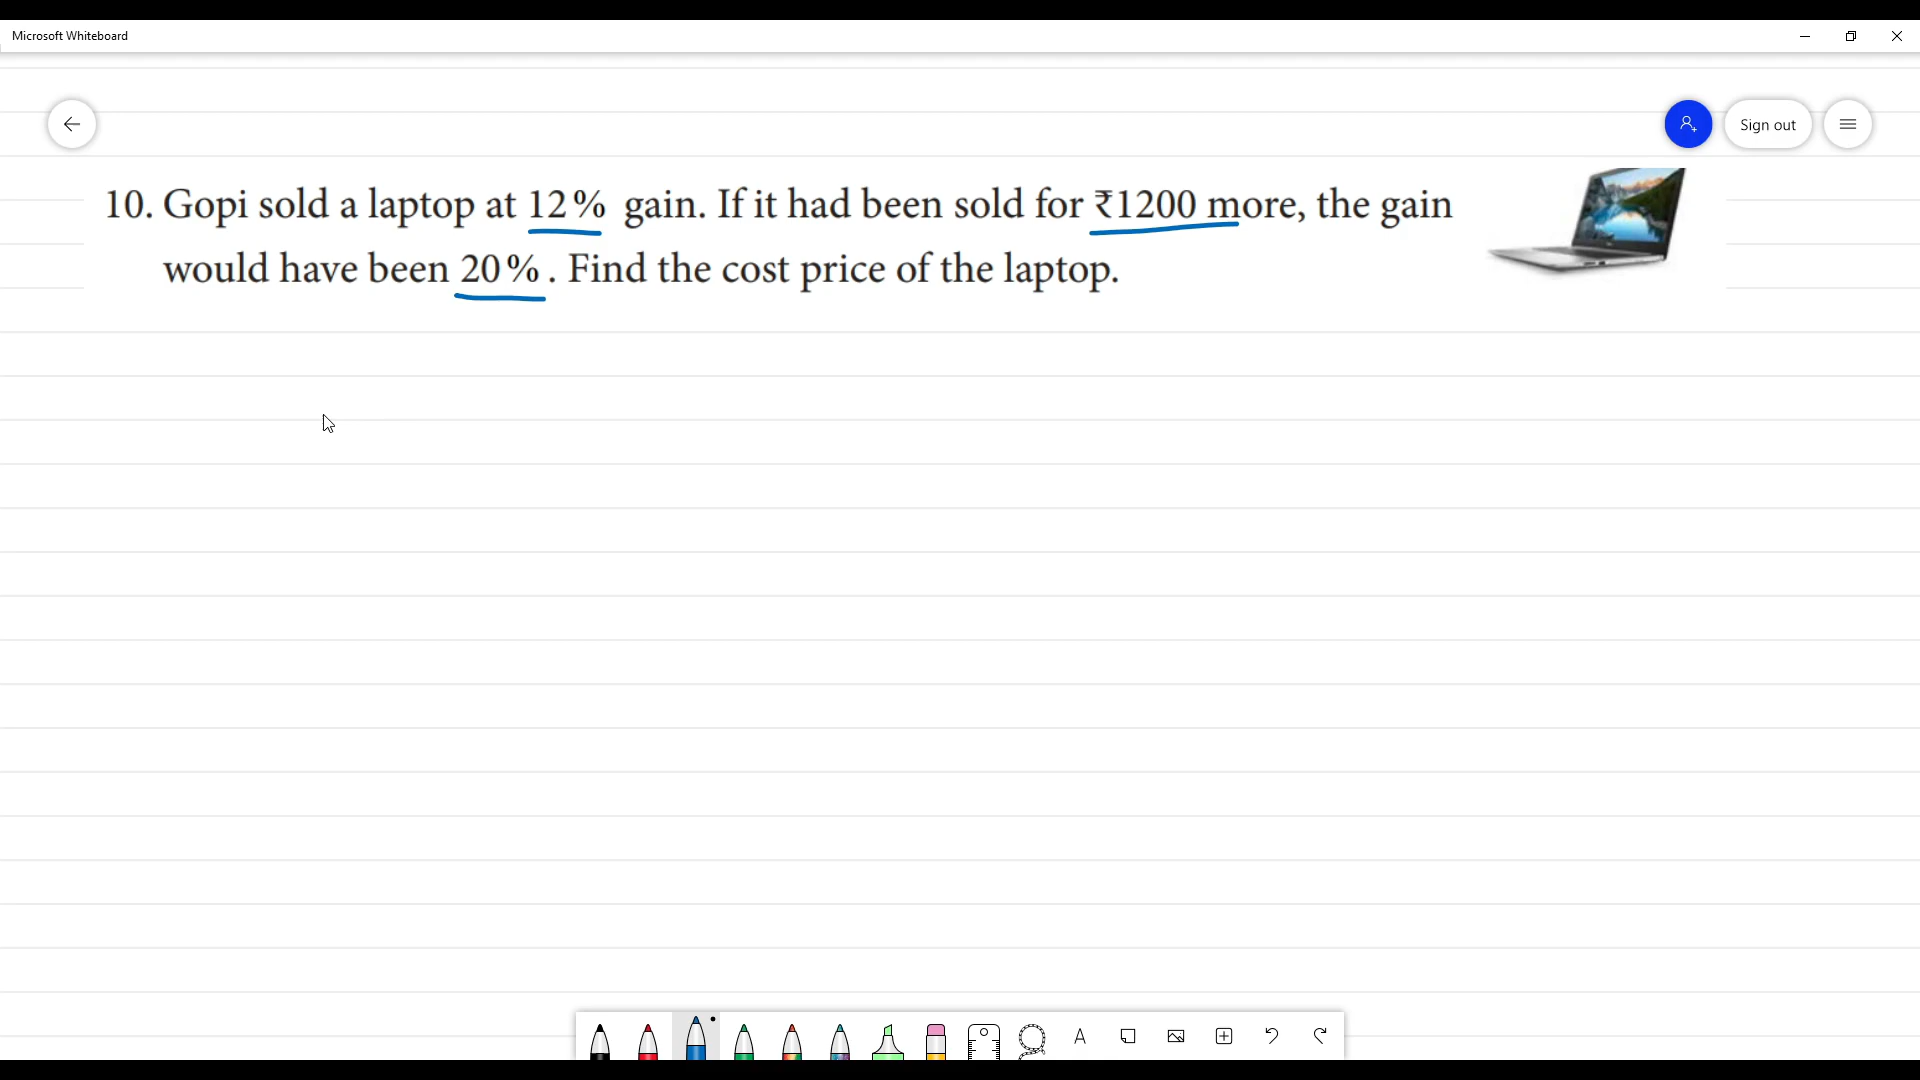 Microsoft Whiteboard
Sign out
10. Gopi sold a laptop at 12% gain. If it had been sold for ₹1200 more, the gain
would have been 20%. Find the cost price of the laptop.
A